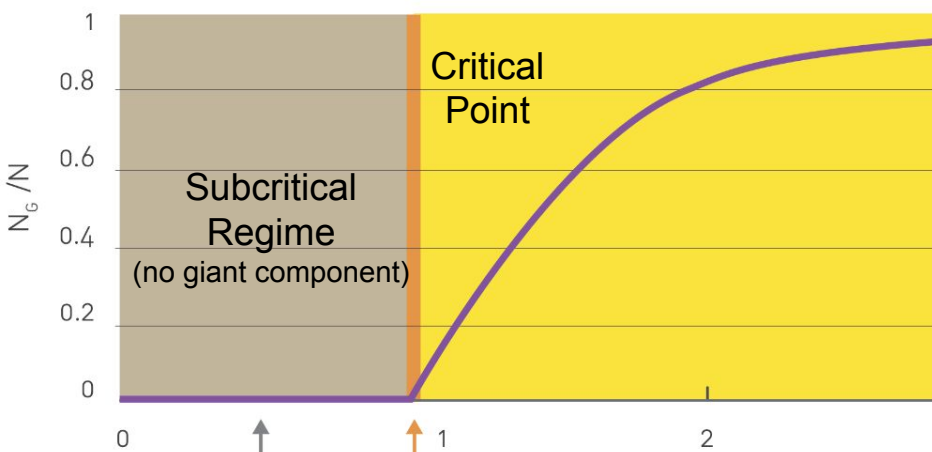 1
0.8
0.6
0.4
0.2
0
N_G /N
Critical
Point
Subcritical
Regime
(no giant component)
0
1
2